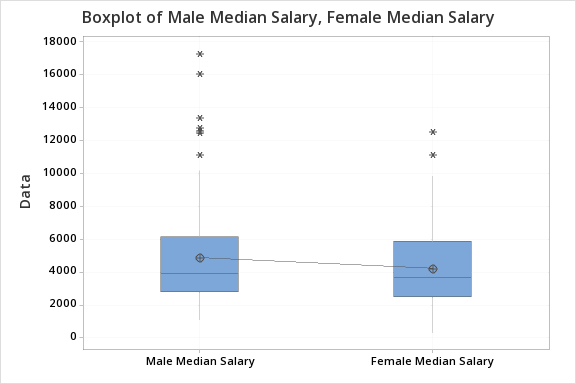 Boxplot of Male Median Salary, Female Median Salary
18000
16000
14000
12000
10000
8000
6000
4000
2000
0
Data
Male Median Salary
Female Median Salary